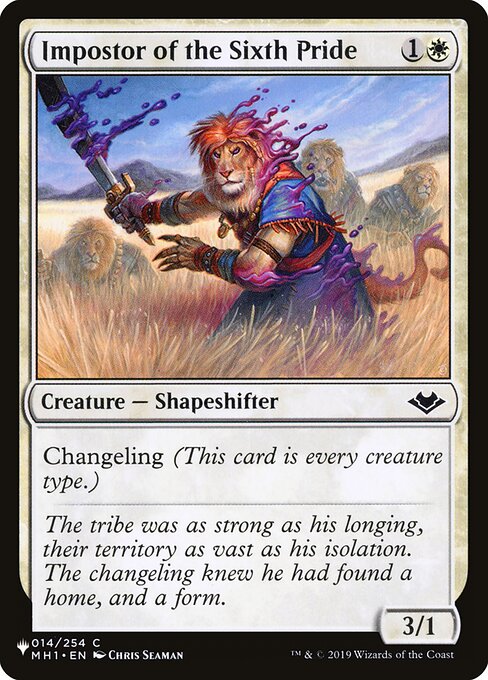 Impostor of the Sixth Pride 1
Creature — Shapeshifter
Changeling (This card is every creature
type.)
The tribe was as strong as his longing,
their territory as vast as his isolation.
The changeling knew he had found a
home, and a form.
3/1
014/254 C
MH1 • EN Chris Seaman
™ & © 2019 Wizards of the Coast